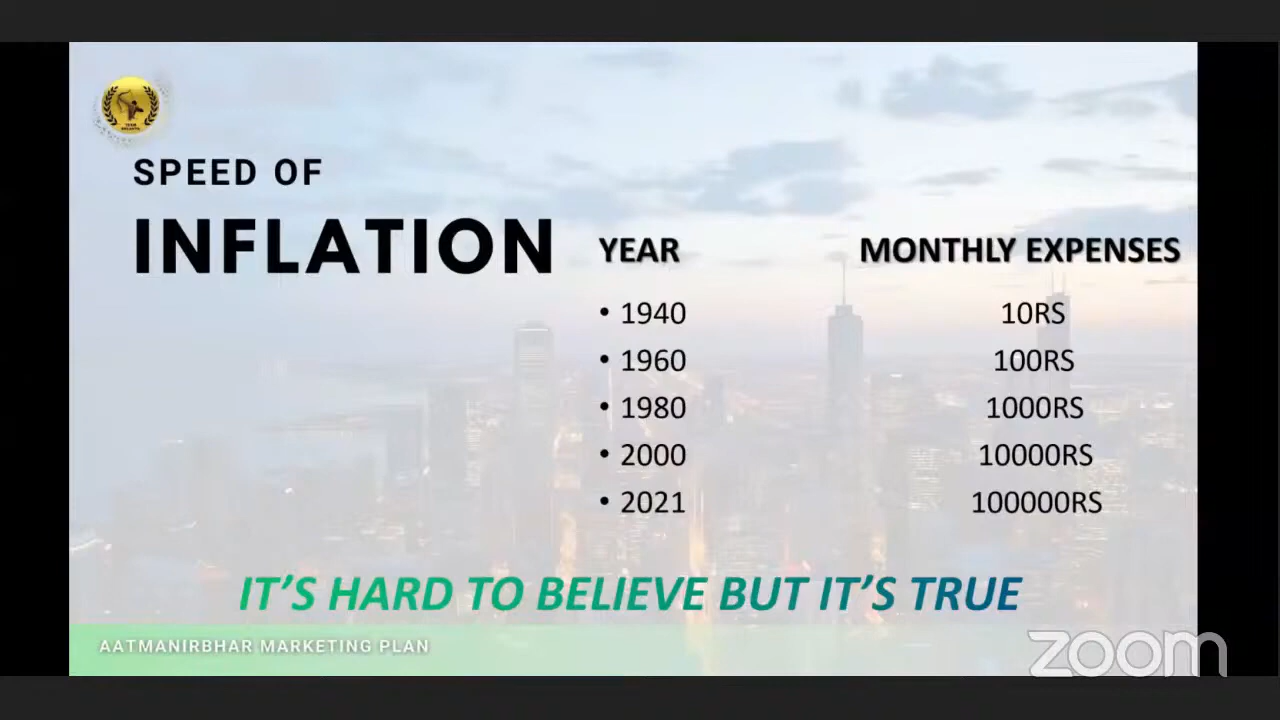 SPEED OF
INFLATION
YEAR MONTHLY EXPENSES
• 1940 10RS
• 1960 100RS
• 1980 1000RS
• 2000 10000RS
• 2021 100000RS
IT'S HARD TO BELIEVE BUT IT'S TRUE
AATMANIRBHAR MARKETING PLAN
zoom